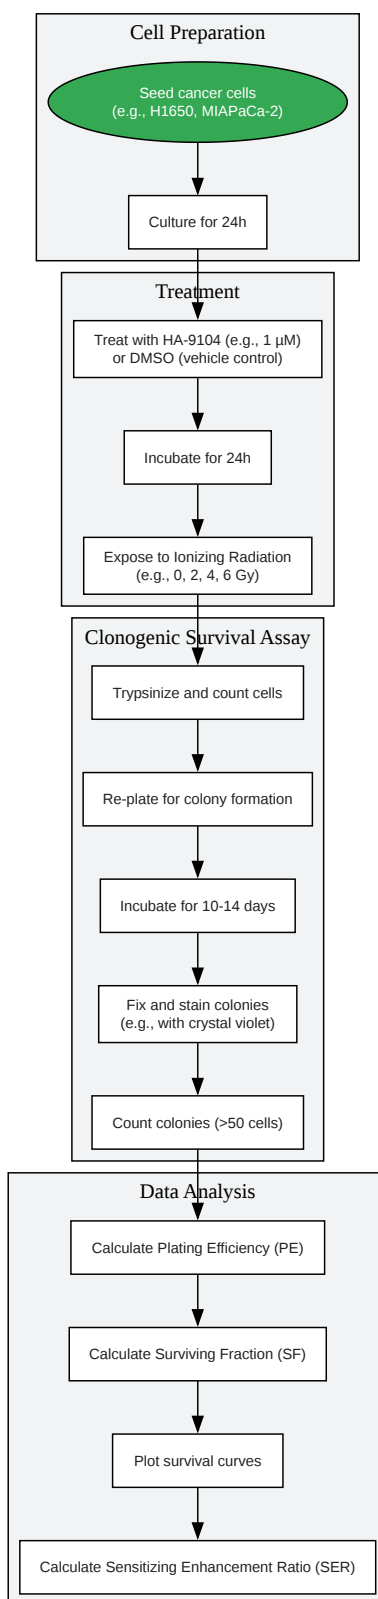 Cell Preparation
Seed cancer cells
(e.g., H1650, MIAPaCa-2)
Culture for 24h
Treatment
Treat with HA-9104 (e.g., 1 µM)
or DMSO (vehicle control)
Incubate for 24h
Expose to Ionizing Radiation
(e.g., 0, 2, 4, 6 Gy)
Clonogenic Survival Assay
Trypsinize and count cells
Re-plate for colony formation
Incubate for 10-14 days
Fix and stain colonies
(e.g., with crystal violet)
Count colonies (>50 cells)
Data Analysis
Calculate Plating Efficiency (PE)
Calculate Surviving Fraction (SF)
Plot survival curves
Calculate Sensitizing Enhancement Ratio (SER)